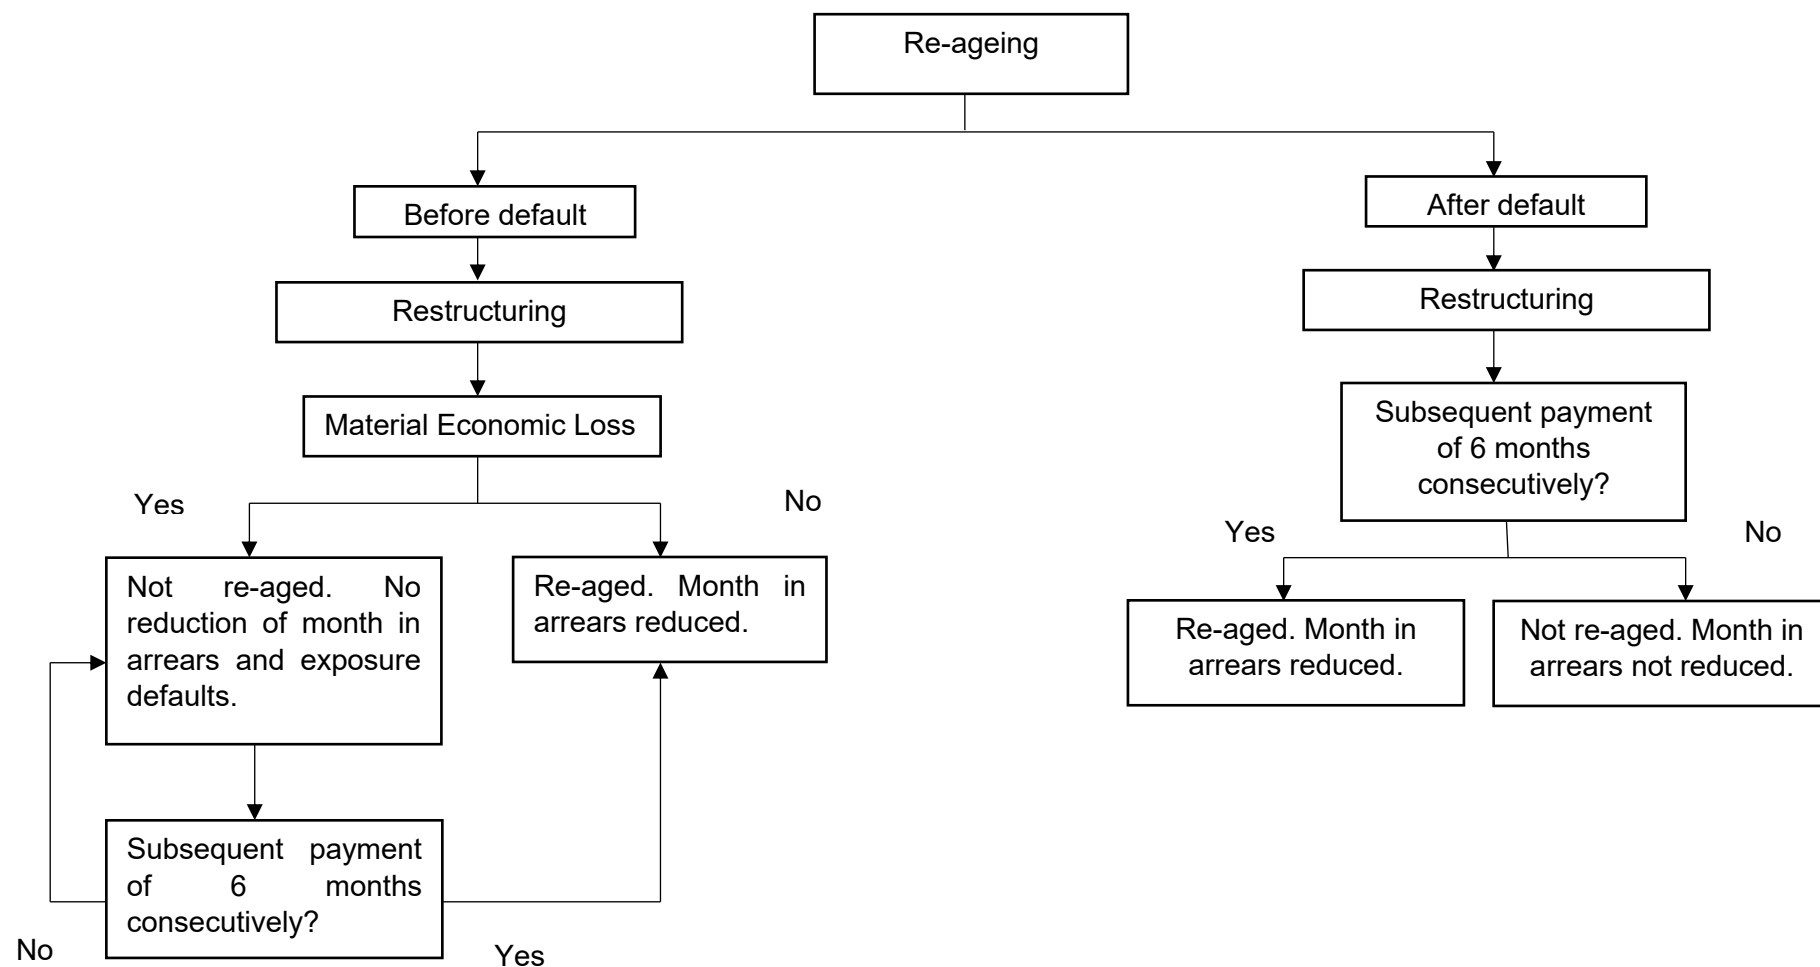 Re-ageing
Before default
Restructuring
Material Economic Loss
Yes
No
Not re-aged. No
reduction of month in
arrears and exposure
defaults.
Re-aged. Month in
arrears reduced.
Subsequent payment
of 6 months
consecutively?
No
Yes
After default
Restructuring
Subsequent payment
of 6 months
consecutively?
Yes
No
Re-aged. Month in
arrears reduced.
Not re-aged. Month in
arrears not reduced.